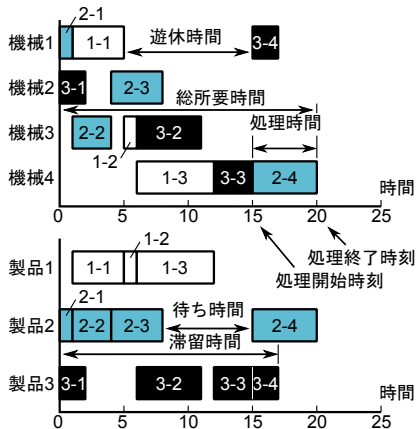 2-1
機械1 1-1 遊休時間 3-4
機械2 3-1 2-3
総所要時間
機械3 2-2 3-2 処理時間
1-2
機械4 1-3 3-3 2-4
時間
0 5 10 15 20 25
処理終了時刻
処理開始時刻
1-2
製品1 1-1 1-3
2-1
製品2 2-2 2-3 待ち時間 2-4
滞留時間
製品3 3-1 3-2 3-3 3-4
時間
0 5 10 15 20 25